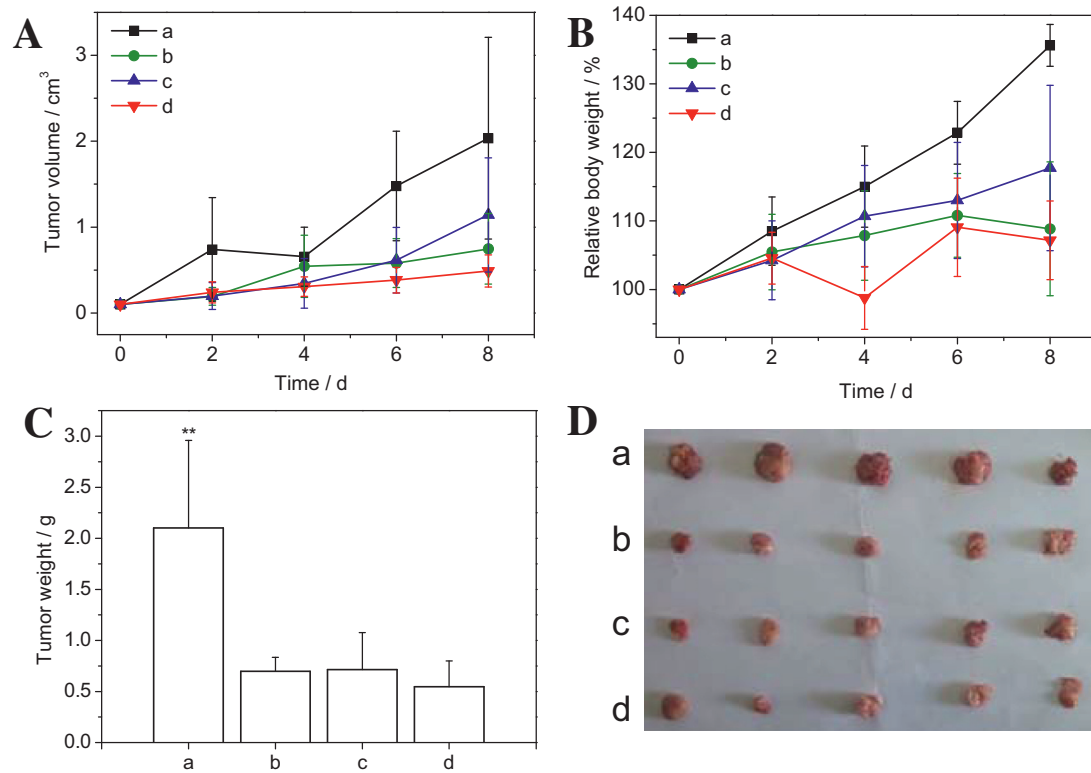 A
a
b
c
d
3
2
1
0
Tumor volume / cm³
0 2 4 6 8
Time / d
B
a
b
c
d
140
130
120
110
100
Relative body weight / %
0 2 4 6 8
Time / d
C
**
3.0
2.5
2.0
1.5
1.0
0.5
0.0
Tumor weight / g
a b c d
D
a
b
c
d